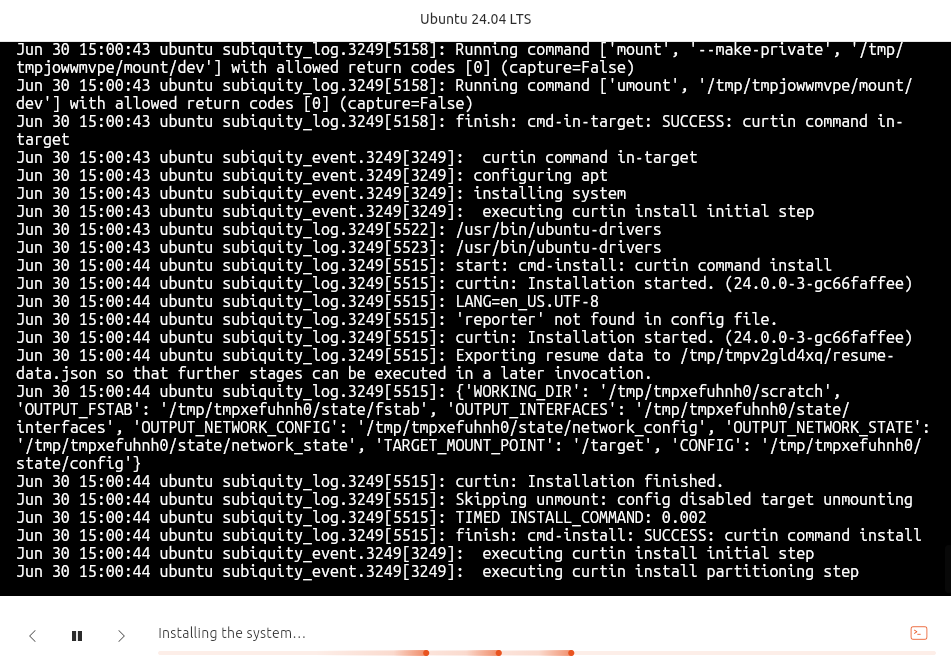 Ubuntu 24.04 LTS
Jun 30 15:00:43 ubuntu subiquity_log.3249[5158]: Running command ['mount', '--make-private', '/tmp/
tmpjowwmvpe/mount/dev'] with allowed return codes [0] (capture=False)
Jun 30 15:00:43 ubuntu subiquity_log.3249[5158]: Running command ['umount', '/tmp/tmpjowwmvpe/mount/
dev'] with allowed return codes [0] (capture=False)
Jun 30 15:00:43 ubuntu subiquity_log.3249[5158]: finish: cmd-in-target: SUCCESS: curtin command in-
target
Jun 30 15:00:43 ubuntu subiquity_event.3249[3249]:  curtin command in-target
Jun 30 15:00:43 ubuntu subiquity_event.3249[3249]: configuring apt
Jun 30 15:00:43 ubuntu subiquity_event.3249[3249]: installing system
Jun 30 15:00:43 ubuntu subiquity_event.3249[3249]:  executing curtin install initial step
Jun 30 15:00:43 ubuntu subiquity_log.3249[5522]: /usr/bin/ubuntu-drivers
Jun 30 15:00:43 ubuntu subiquity_log.3249[5523]: /usr/bin/ubuntu-drivers
Jun 30 15:00:44 ubuntu subiquity_log.3249[5515]: start: cmd-install: curtin command install
Jun 30 15:00:44 ubuntu subiquity_log.3249[5515]: curtin: Installation started. (24.0.0-3-gc66faffee)
Jun 30 15:00:44 ubuntu subiquity_log.3249[5515]: LANG=en_US.UTF-8
Jun 30 15:00:44 ubuntu subiquity_log.3249[5515]: 'reporter' not found in config file.
Jun 30 15:00:44 ubuntu subiquity_log.3249[5515]: curtin: Installation started. (24.0.0-3-gc66faffee)
Jun 30 15:00:44 ubuntu subiquity_log.3249[5515]: Exporting resume data to /tmp/tmpv2gld4xq/resume-
data.json so that further stages can be executed in a later invocation.
Jun 30 15:00:44 ubuntu subiquity_log.3249[5515]: {'WORKING_DIR': '/tmp/tmpxefuhnh0/scratch',
'OUTPUT_FSTAB': '/tmp/tmpxefuhnh0/state/fstab', 'OUTPUT_INTERFACES': '/tmp/tmpxefuhnh0/state/
interfaces', 'OUTPUT_NETWORK_CONFIG': '/tmp/tmpxefuhnh0/state/network_config', 'OUTPUT_NETWORK_STATE':
'/tmp/tmpxefuhnh0/state/network_state', 'TARGET_MOUNT_POINT': '/target', 'CONFIG': '/tmp/tmpxefuhnh0/
state/config'}
Jun 30 15:00:44 ubuntu subiquity_log.3249[5515]: curtin: Installation finished.
Jun 30 15:00:44 ubuntu subiquity_log.3249[5515]: Skipping unmount: config disabled target unmounting
Jun 30 15:00:44 ubuntu subiquity_log.3249[5515]: TIMED INSTALL_COMMAND: 0.002
Jun 30 15:00:44 ubuntu subiquity_log.3249[5515]: finish: cmd-install: SUCCESS: curtin command install
Jun 30 15:00:44 ubuntu subiquity_event.3249[3249]:  executing curtin install initial step
Jun 30 15:00:44 ubuntu subiquity_event.3249[3249]:  executing curtin install partitioning step
Installing the system…